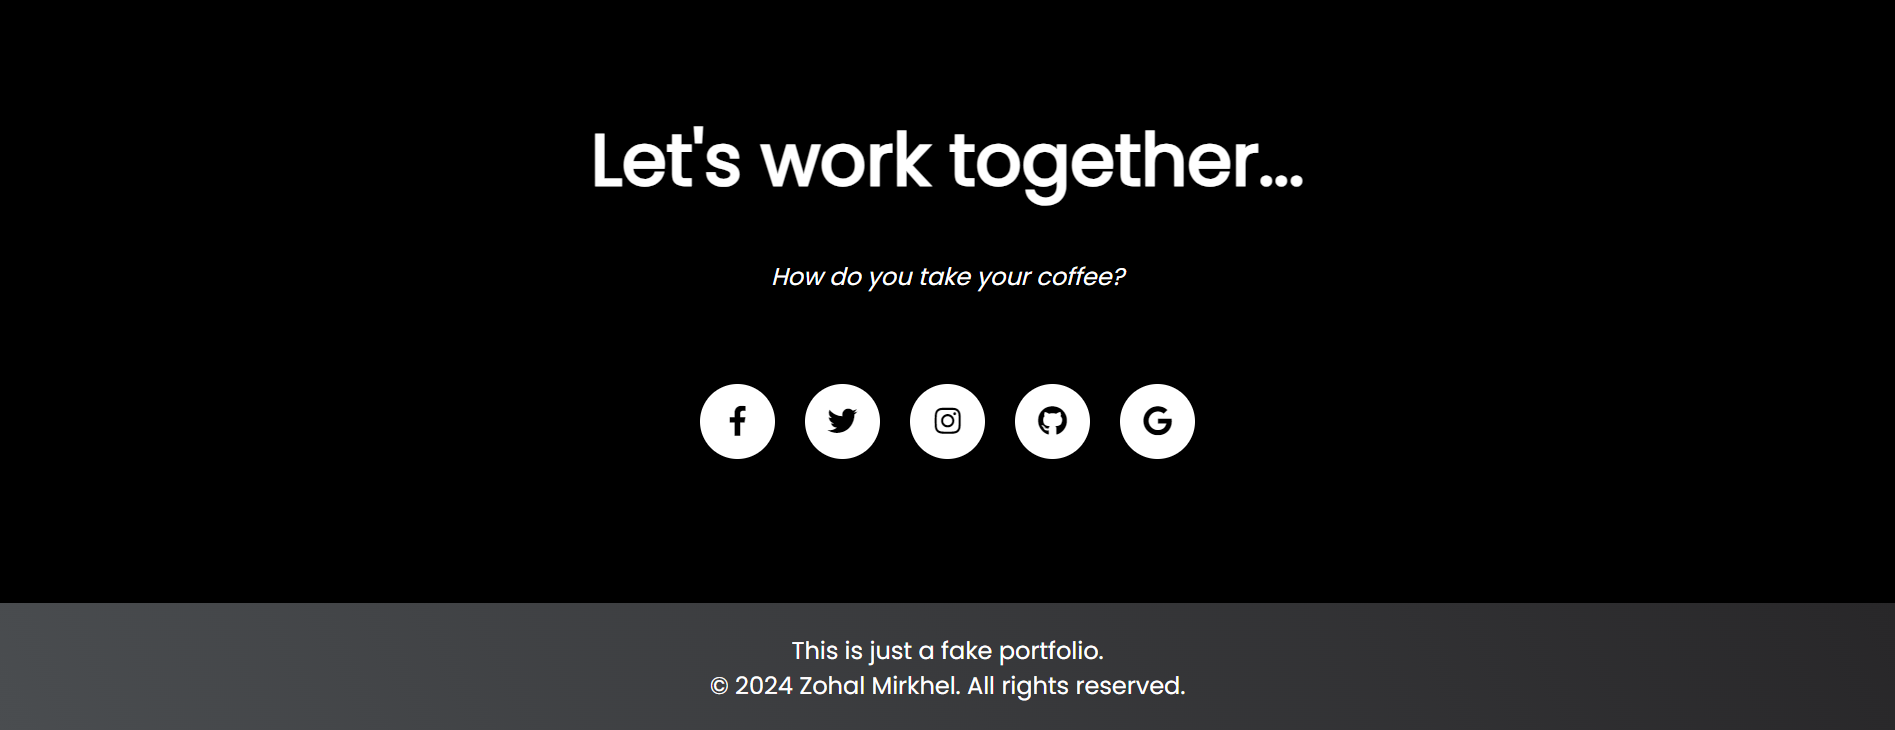 Let's work together...
How do you take your coffee?
This is just a fake portfolio.
© 2024 Zohal Mirkhel. All rights reserved.